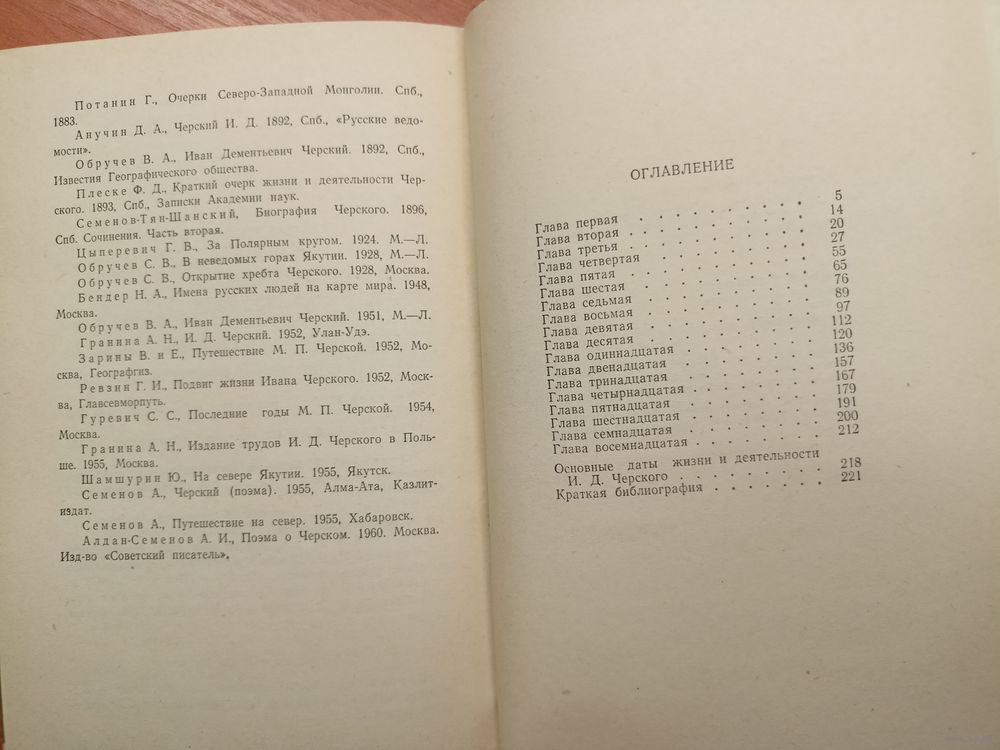 Потанин Г., Очерки Северо-Западной Монголии. Спб.,
1883.
Анучин Д. А., Черский И. Д. 1892, Спб., «Русские ведо-
мости».
Обручев В. А., Иван Дементьевич Черский. 1892, Спб.,
Известия Географического общества.
Плеске Ф. Д., Краткий очерк жизни и деятельности Чер-
ского. 1893, Спб., Записки Академии наук.
Семенов-Тян-Шанский, Биография Черского. 1896,
Спб. Сочинения. Часть вторая.
Цыперевич Г. В., За Полярным кругом. 1924. М.—Л.
Обручев С. В., В неведомых горах Якутии. 1928, М.—Л.
Обручев С. В., Открытие хребта Черского. 1928, Москва.
Бендер Н. А., Имена русских людей на карте мира. 1948,
Москва.
Обручев В. А., Иван Дементьевич Черский. 1951, М.—Л.
Гранина А. Н., И. Д. Черский. 1952, Улан-Удэ.
Зарины В. и Е., Путешествие М. П. Черской. 1952, Мо-
сква, Географгиз.
Ревзин Г. И., Подвиг жизни Ивана Черского. 1952, Моск-
ва, Главсевморпуть.
Гуревич С. С., Последние годы М. П. Черской. 1954,
Москва.
Гранина А. Н., Издание трудов И. Д. Черского в Поль-
ше. 1955, Москва.
Шамшурин Ю., На севере Якутии. 1955, Якутск.
Семенов А., Черский (поэма). 1955, Алма-Ата, Казлит-
издат.
Семенов А., Путешествие на север. 1955, Хабаровск.
Алдан-Семенов А. И., Поэма о Черском. 1960. Москва.
Изд-во «Советский писатель».
ОГЛАВЛЕНИЕ
Глава первая . . . . . . . . . . 5
Глава вторая . . . . . . . . . . 14
Глава третья . . . . . . . . . . 20
Глава четвертая . . . . . . . . . 27
Глава пятая . . . . . . . . . . 55
Глава шестая . . . . . . . . . . 65
Глава седьмая . . . . . . . . . 76
Глава восьмая . . . . . . . . . 89
Глава девятая . . . . . . . . . 97
Глава десятая . . . . . . . . . 112
Глава одиннадцатая . . . . . . . . 120
Глава двенадцатая . . . . . . . . 136
Глава тринадцатая . . . . . . . . 157
Глава четырнадцатая . . . . . . . 167
Глава пятнадцатая . . . . . . . . 179
Глава шестнадцатая . . . . . . . . 191
Глава семнадцатая . . . . . . . . 200
Глава восемнадцатая . . . . . . . 212
Основные даты жизни и деятельности
И. Д. Черского . . . . . . . . 218
Краткая библиография . . . . . . . 221